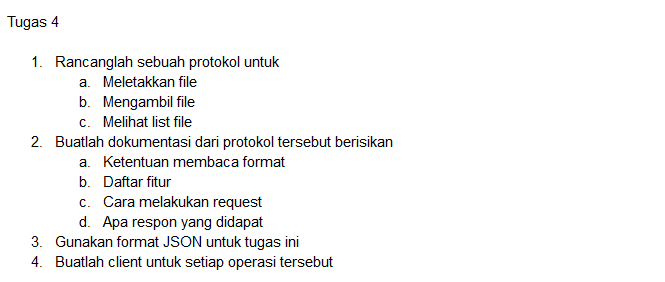 Tugas 4
1. Rancanglah sebuah protokol untuk
a. Meletakkan file
b. Mengambil file
c. Melihat list file
2. Buatlah dokumentasi dari protokol tersebut berisikan
a. Ketentuan membaca format
b. Daftar fitur
c. Cara melakukan request
d. Apa respon yang didapat
3. Gunakan format JSON untuk tugas ini
4. Buatlah client untuk setiap operasi tersebut